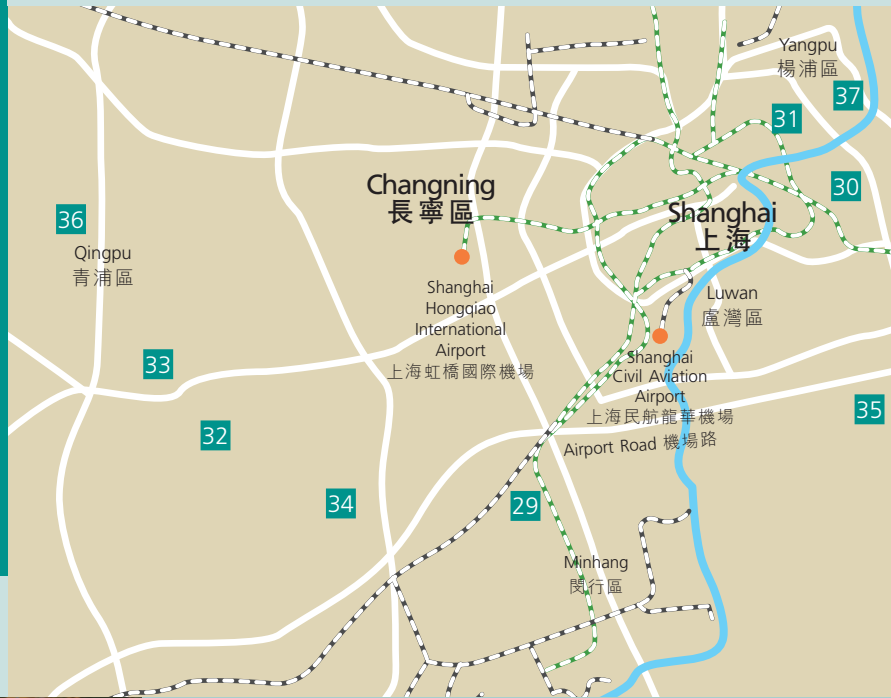 Yangpu
楊浦區
37
31
30
Changning
長寧區
36
Shanghai
上海
Qingpu
青浦區
Shanghai
Hongqiao
International
Airport
上海虹橋國際機場
Luwan
盧灣區
33
Shanghai
Civil Aviation
Airport
上海民航龍華機場
35
32
Airport Road 機場路
34
29
Minhang
閔行區